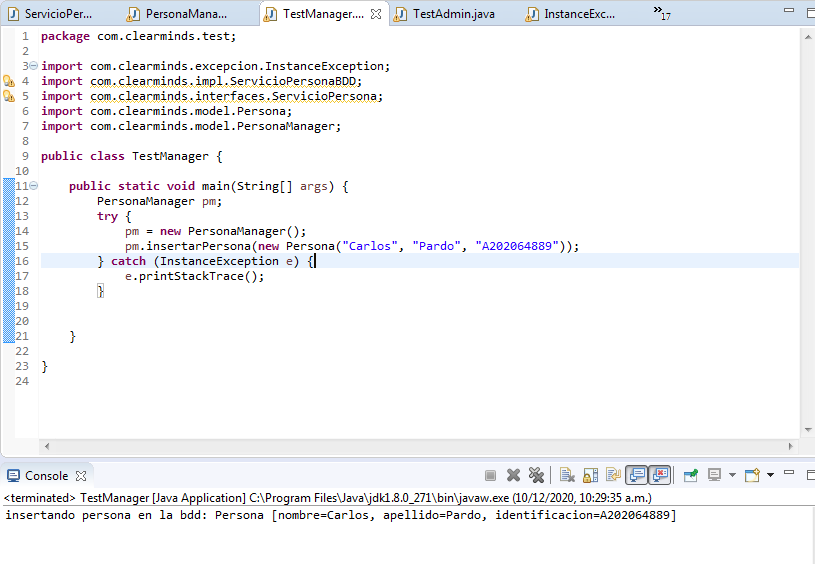 ServicioPer... PersonaMana... TestManager.... TestAdmin.java InstanceExc... »17
1 package com.clearminds.test;
2
3 import com.clearminds.excepcion.InstanceException;
4 import com.clearminds.impl.ServicioPersonaBDD;
5 import com.clearminds.interfaces.ServicioPersona;
6 import com.clearminds.model.Persona;
7 import com.clearminds.model.PersonaManager;
8
9 public class TestManager {
10
11 public static void main(String[] args) {
12 PersonaManager pm;
13 try {
14 pm = new PersonaManager();
15 pm.insertarPersona(new Persona("Carlos", "Pardo", "A202064889"));
16 } catch (InstanceException e) {
17 e.printStackTrace();
18 }
19
20
21 }
22
23 }
24
Console
<terminated> TestManager [Java Application] C:\Program Files\Java\jdk1.8.0_271\bin\javaw.exe (10/12/2020, 10:29:35 a.m.)
insertando persona en la bdd: Persona [nombre=Carlos, apellido=Pardo, identificacion=A202064889]